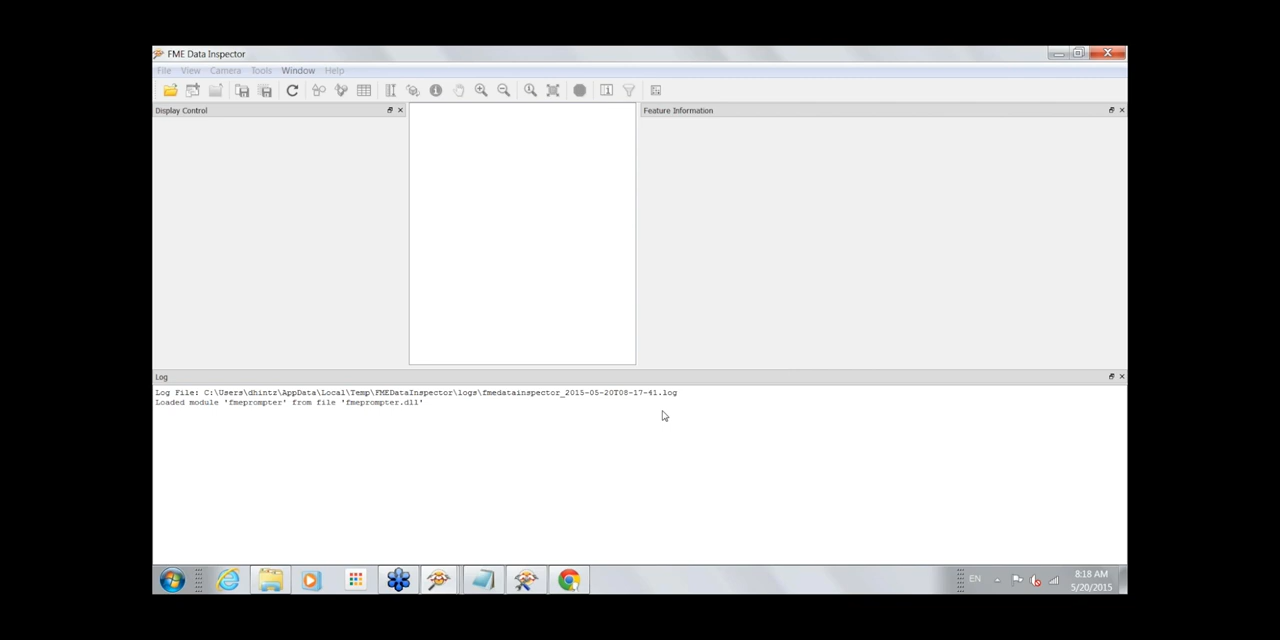 FME Data Inspector
File View Camera Tools Window Help
Display Control
Feature Information
Log
Log File: C:\Users\dhintz\AppData\Local\Temp\FMEDataInspector\logs\fmedatainspector_2015-05-20T08-17-41.log
Loaded module 'fmeprompter' from file 'fmeprompter.dll'
EN
8:18 AM
5/20/2015